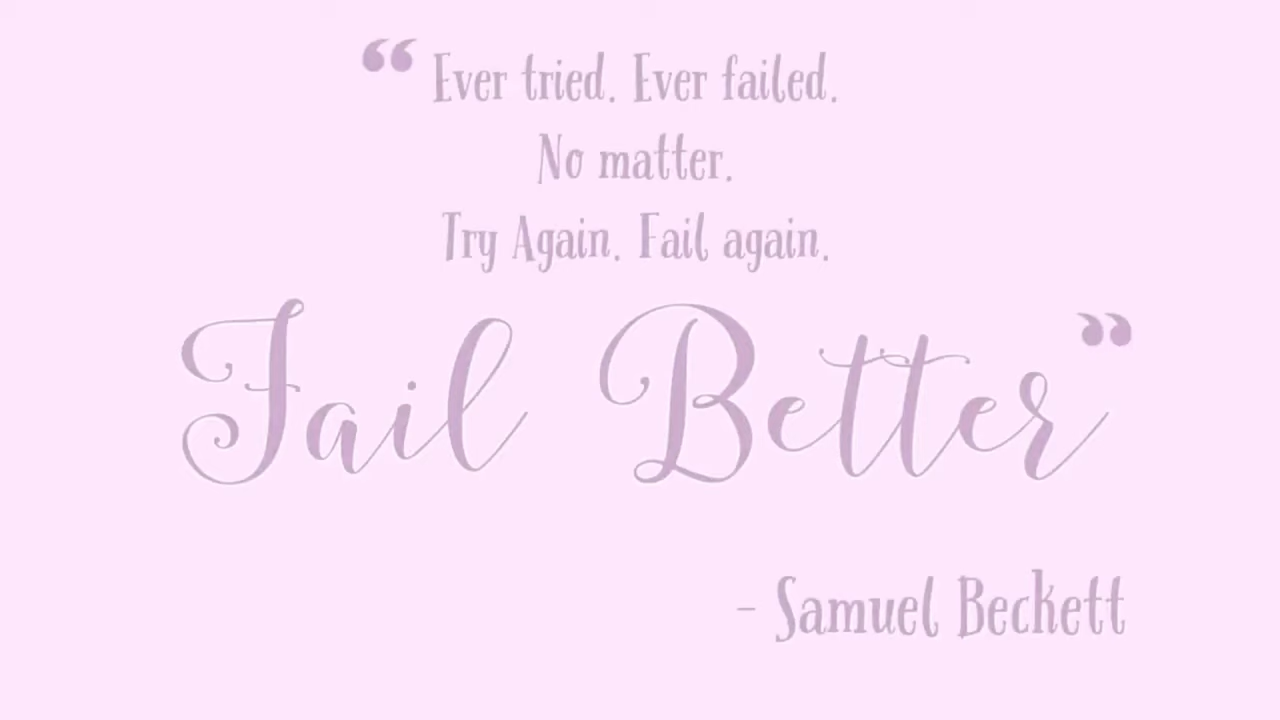 “Ever tried. Ever failed.
No matter.
Try Again. Fail again.
Fail Better”
- Samuel Beckett